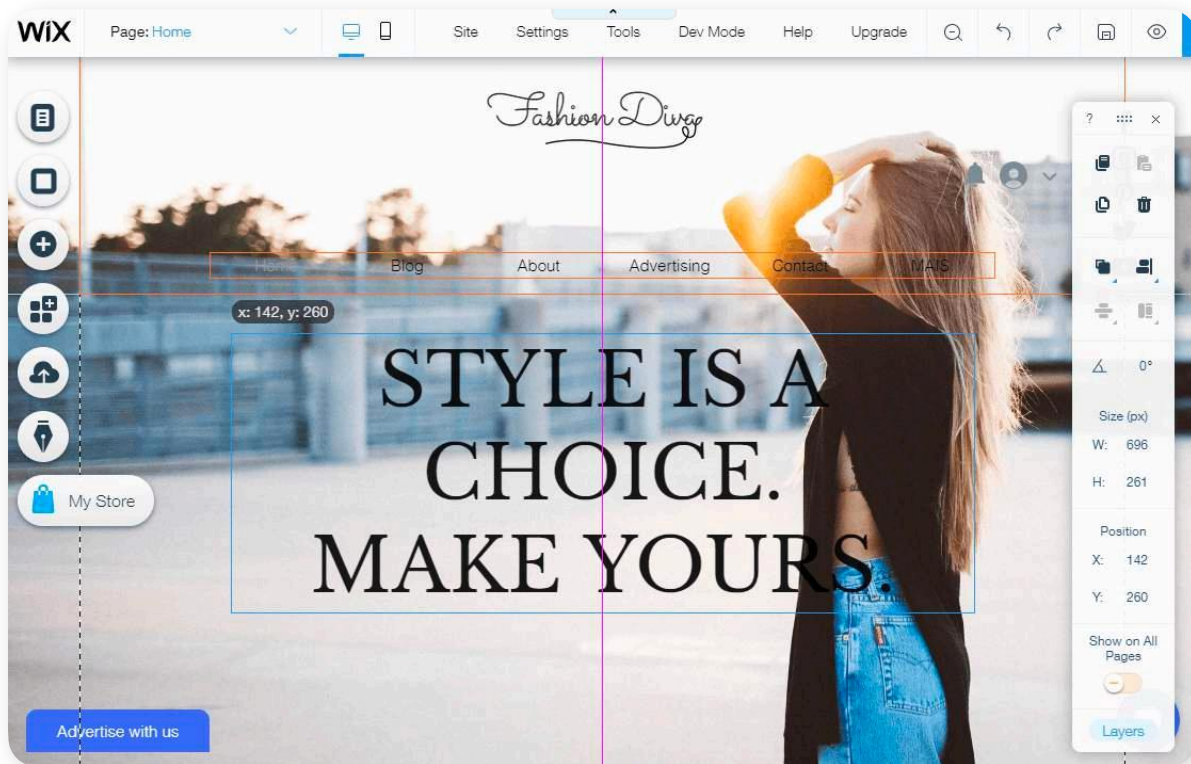 WiX Page: Home Site Settings Tools Dev Mode Help Upgrade
Fashion Diva
? ×
Home Blog About Advertising Contact MAIS
x: 142, y: 260
STYLE IS A
CHOICE.
MAKE YOURS.
My Store
Advertise with us
0°
Size (px)
W: 696
H: 261
Position
X: 142
Y: 260
Show on All
Pages
Layers